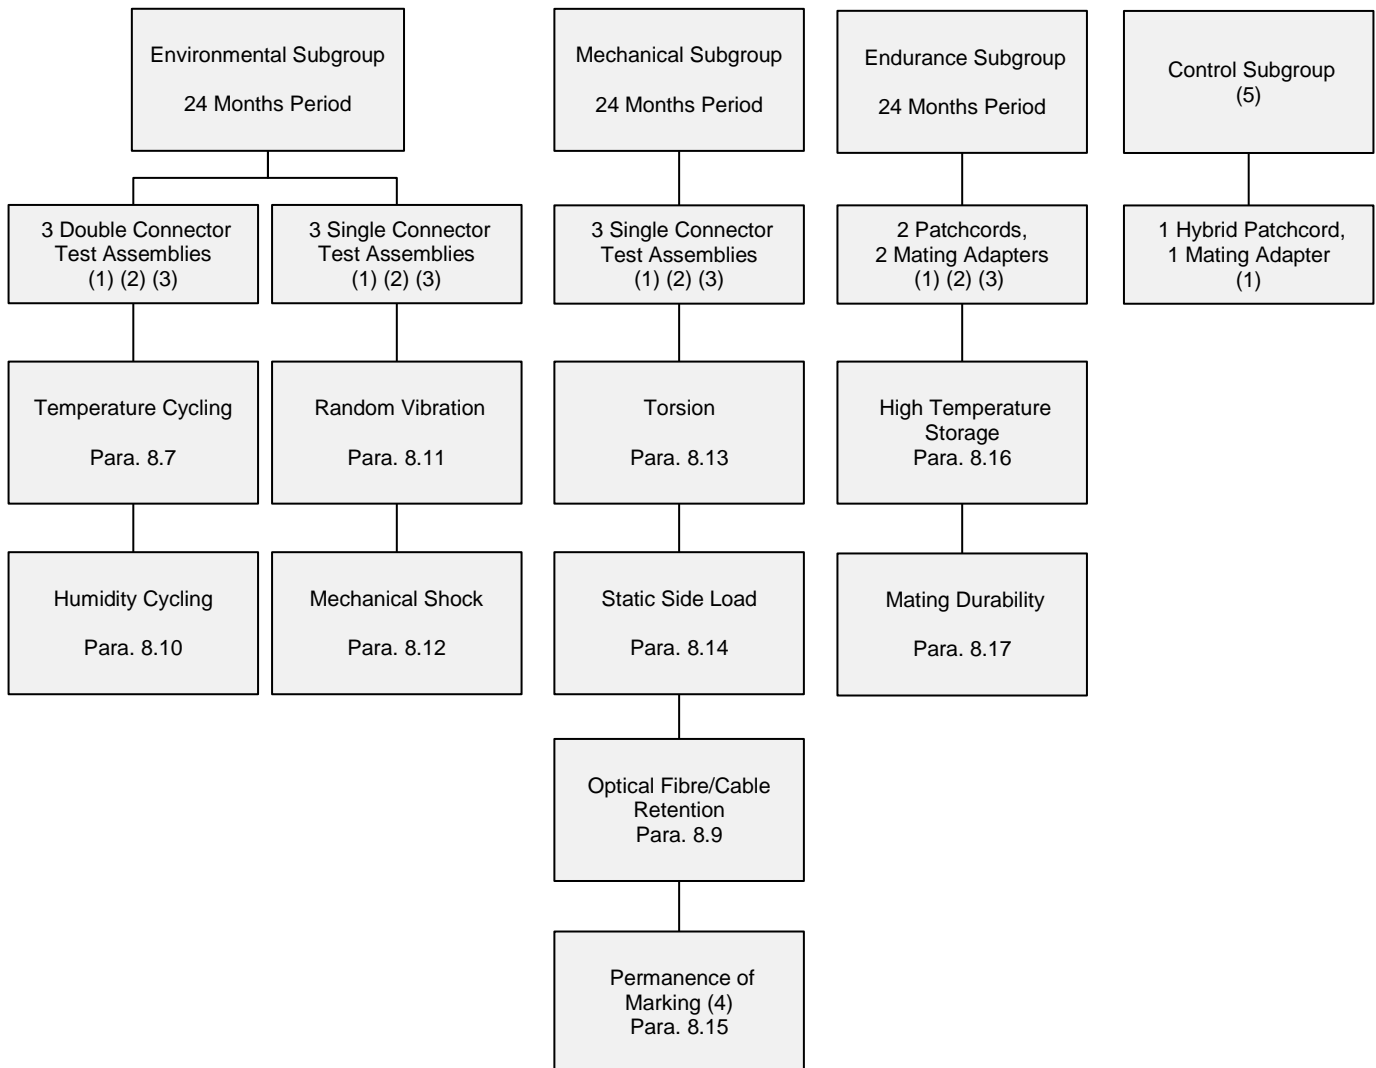 Environmental Subgroup
24 Months Period
Mechanical Subgroup
24 Months Period
Endurance Subgroup
24 Months Period
Control Subgroup
(5)
3 Double Connector
Test Assemblies
(1) (2) (3)
3 Single Connector
Test Assemblies
(1) (2) (3)
3 Single Connector
Test Assemblies
(1) (2) (3)
2 Patchcords,
2 Mating Adapters
(1) (2) (3)
1 Hybrid Patchcord,
1 Mating Adapter
(1)
Temperature Cycling
Para. 8.7
Random Vibration
Para. 8.11
Torsion
Para. 8.13
High Temperature
Storage
Para. 8.16
Humidity Cycling
Para. 8.10
Mechanical Shock
Para. 8.12
Static Side Load
Para. 8.14
Mating Durability
Para. 8.17
Optical Fibre/Cable
Retention
Para. 8.9
Permanence of
Marking (4)
Para. 8.15